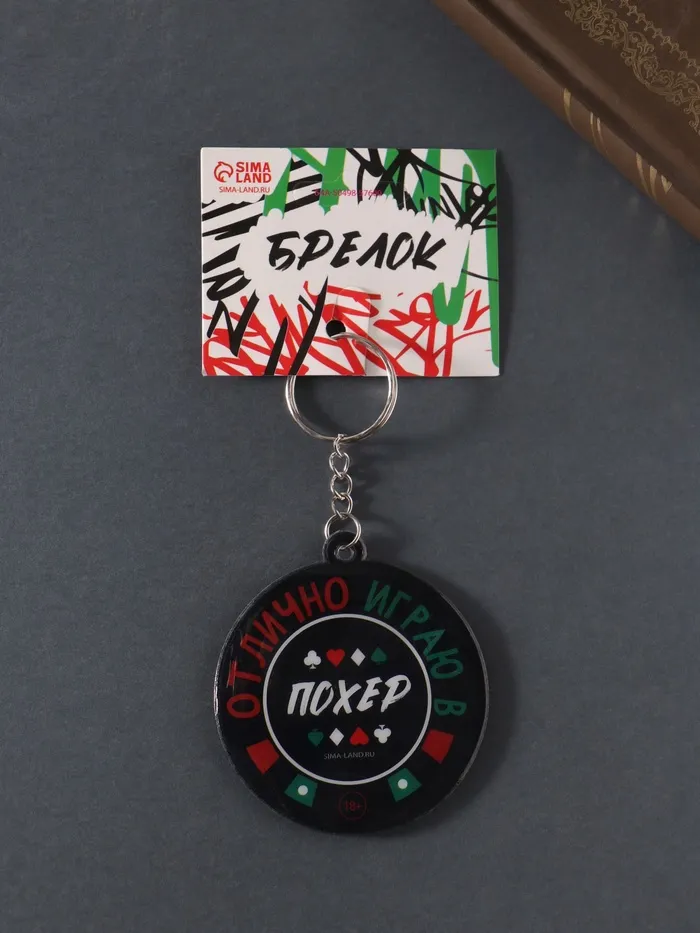 SIMA
LAND
SIMA-LAND.RU
БРЕЛОК
ОТЛИЧНО ИГРАЮ В
ПОХЕР
SIMA-LAND.RU
18+